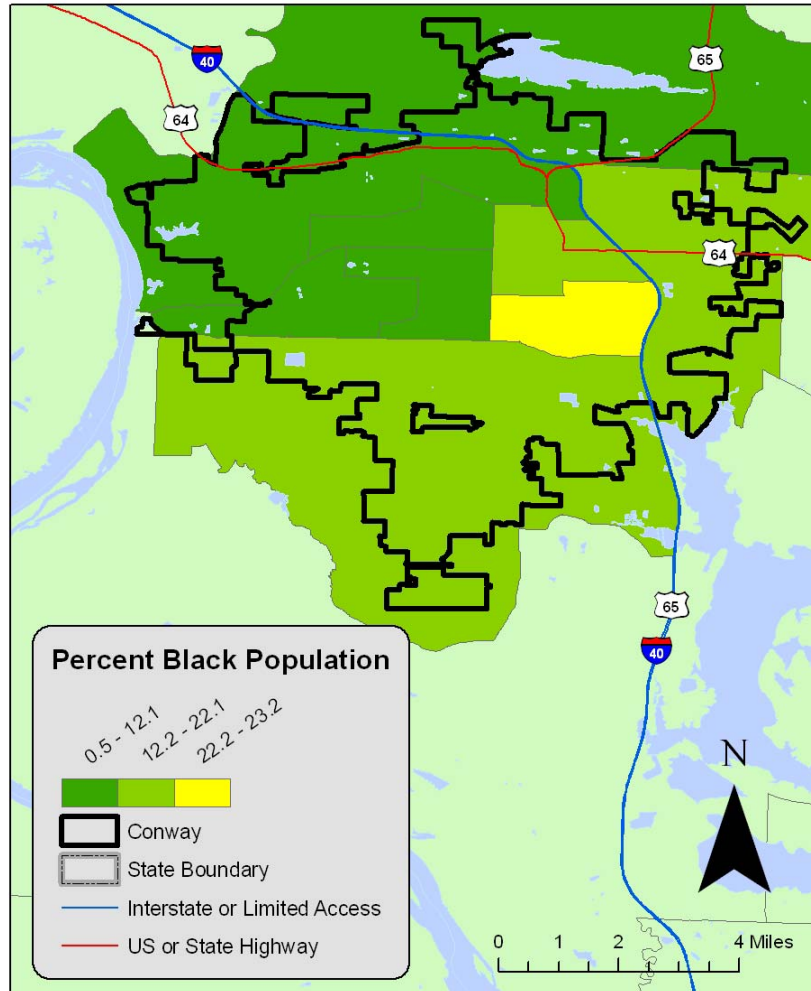 65
40
64
64
65
40
Percent Black Population
0.5 - 12.1
12.2 - 22.1
22.2 - 23.2
Conway
State Boundary
Interstate or Limited Access
US or State Highway
N
0 1 2 4 Miles